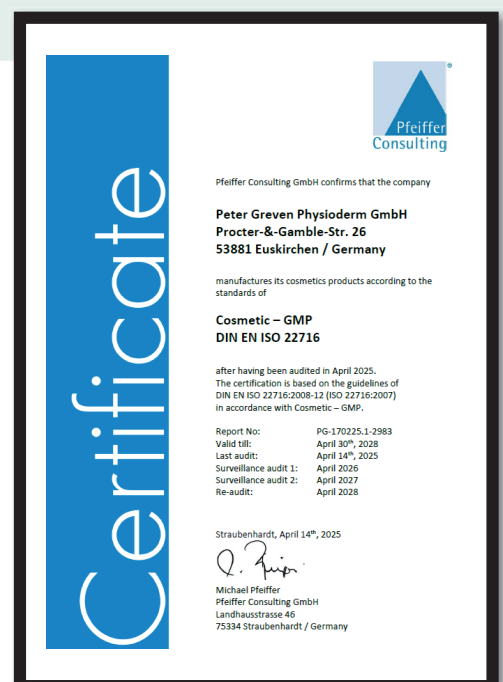 Certificate
®
Pfeiffer
Consulting
Pfeiffer Consulting GmbH confirms that the company
Peter Greven Physioderm GmbH
Procter-&-Gamble-Str. 26
53881 Euskirchen / Germany
manufactures its cosmetics products according to the
standards of
Cosmetic – GMP
DIN EN ISO 22716
after having been audited in April 2025.
The certification is based on the guidelines of
DIN EN ISO 22716:2008-12 (ISO 22716:2007)
in accordance with Cosmetic – GMP.
Report No: PG-170225.1-2983
Valid till: April 30th, 2028
Last audit: April 14th, 2025
Surveillance audit 1: April 2026
Surveillance audit 2: April 2027
Re-audit: April 2028
Straubenhardt, April 14th, 2025
Michael Pfeiffer
Pfeiffer Consulting GmbH
Landhausstrasse 46
75334 Straubenhardt / Germany